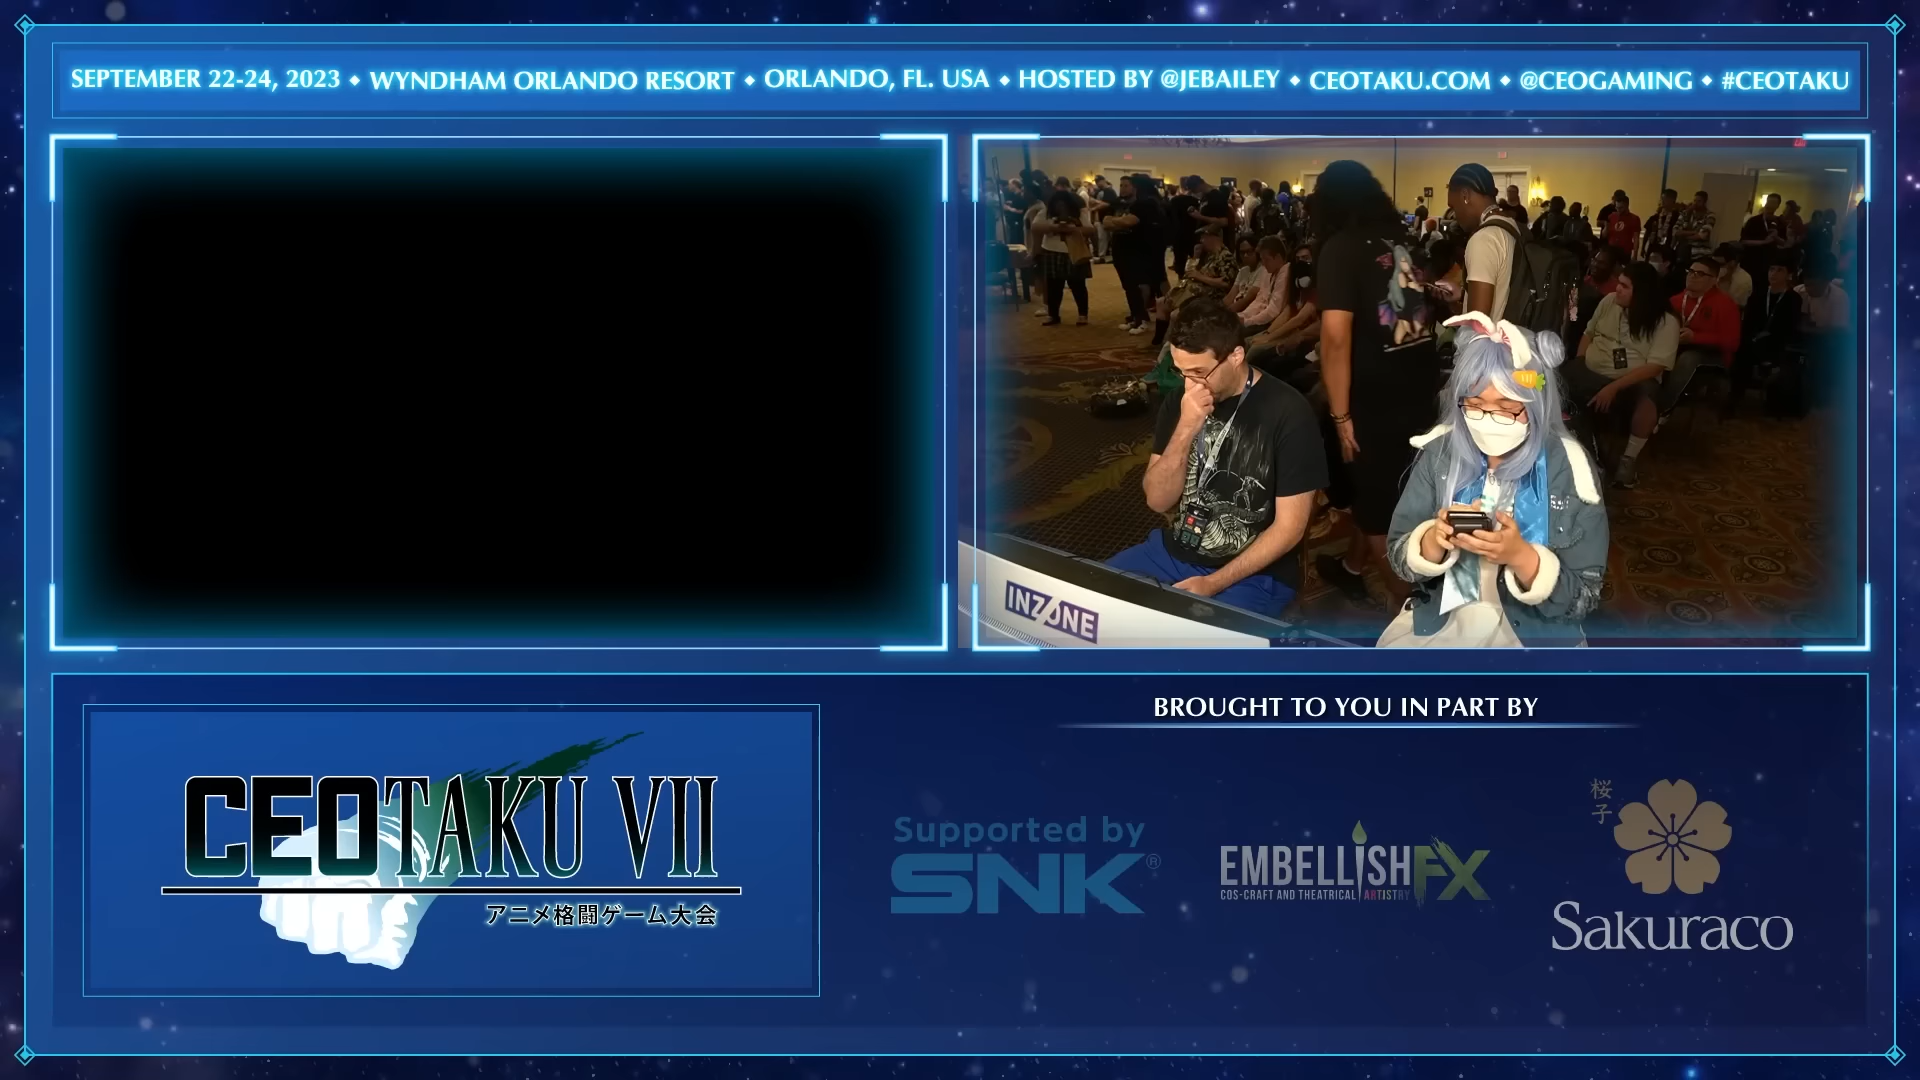 SEPTEMBER 22-24, 2023 ◆ WYNDHAM ORLANDO RESORT ◆ ORLANDO, FL. USA ◆ HOSTED BY @JEBAILEY ◆ CEOTAKU.COM ◆ @CEOGAMING ◆ #CEOTAKU
INZONE
BROUGHT TO YOU IN PART BY
CEOTAKU VII
アニメ格闘ゲーム大会
Supported by
SNK®
EMBELLISHFX
COS-CRAFT AND THEATRICAL ARTISTRY
桜子
Sakuraco